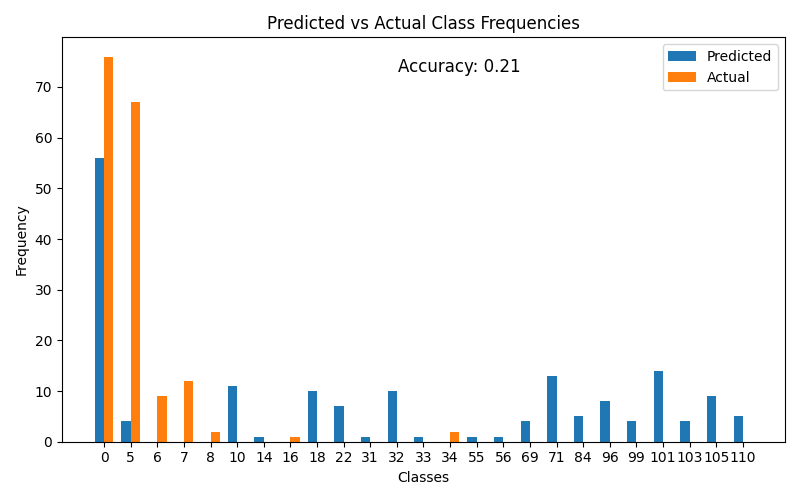 Predicted vs Actual Class Frequencies
Accuracy: 0.21
Predicted
Actual
Frequency
70
60
50
40
30
20
10
0
0 5 6 7 8 10 14 16 18 22 31 32 33 34 55 56 69 71 84 96 99 101 103 105 110
Classes